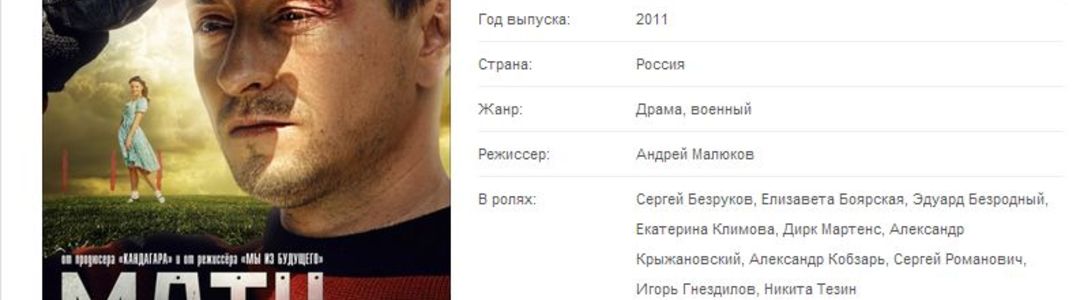 Год выпуска: 2011
Страна: Россия
Жанр: Драма, военный
Режиссер: Андрей Малюков
В ролях: Сергей Безруков, Елизавета Боярская, Эдуард Безродный,
Екатерина Климова, Дирк Мартенс, Александр
Крыжановский, Александр Кобзарь, Сергей Романович,
Игорь Гнездилов, Никита Тезин
от продюсера «КАНДАГАРА» и от режиссёра «МЫ ИЗ БУДУЩЕГО»
МАТЧ